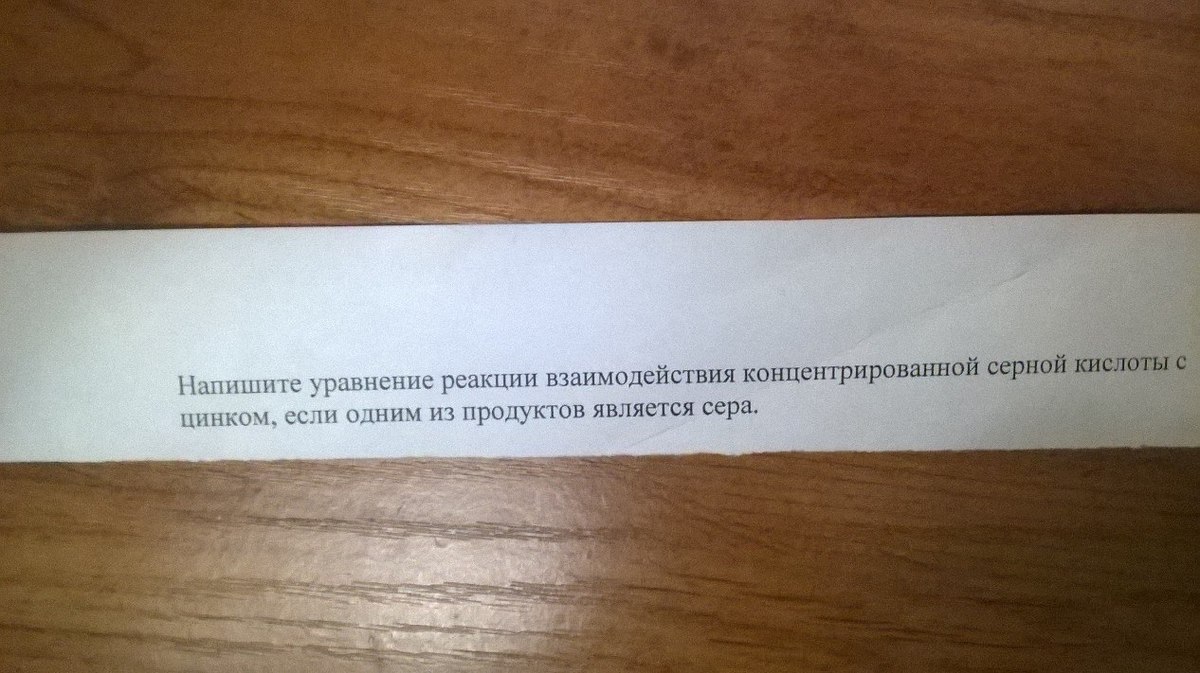 Напишите уравнение реакции взаимодействия концентрированной серной кислоты с
цинком, если одним из продуктов является сера.